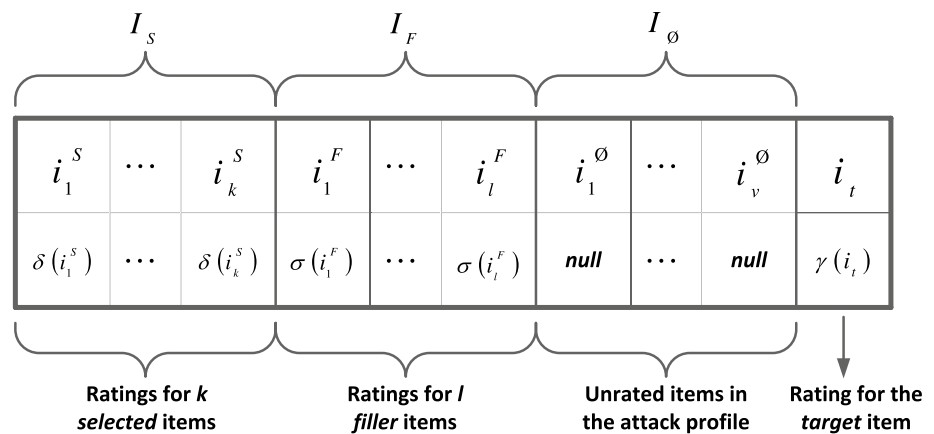 I_S I_F I_Ø
i_1^S ... i_k^S i_1^F ... i_l^F i_1^Ø ... i_v^Ø i_t
δ(i_1^S) ... δ(i_k^S) σ(i_1^F) ... σ(i_l^F) null ... null γ(i_t)
Ratings for k
selected items
Ratings for l
filler items
Unrated items in
the attack profile
Rating for the
target item